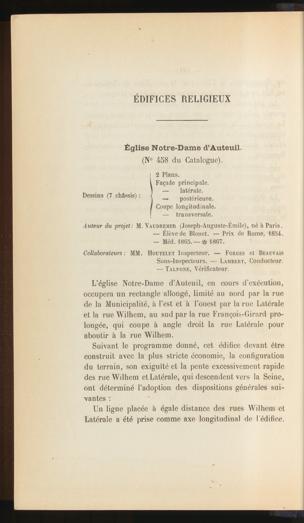 ÉDIFICES RELIGIEUX
Église Notre-Dame d'Auteuil.
(N° 458 du Catalogue).
Dessins (7 châssis) :
2 Plans.
Façade principale.
— latérale.
— postérieure.
Coupe longitudinale.
— transversale.
Auteur du projet : M. VAUDREMER (Joseph-Auguste-Émile), né à Paris.
— Élève de Blouet. — Prix de Rome, 1854.
— Méd. 1865. — ✻ 1867.
Collaborateurs : MM. HOUTELET Inspecteur. — FORGES et BEAUVAIS
Sous-Inspecteurs. — LAMBERT, Conducteur.
— TALPONE, Vérificateur.
L'église Notre-Dame d'Auteuil, en cours d'exécution,
occupera un rectangle allongé, limité au nord par la rue
de la Municipalité, à l'est et à l'ouest par la rue Latérale
et la rue Wilhem, au sud par la rue François-Girard pro-
longée, qui coupe à angle droit la rue Latérale pour
aboutir à la rue Wilhem.
Suivant le programme donné, cet édifice devant être
construit avec la plus stricte économie, la configuration
du terrain, son exiguïté et la pente excessivement rapide
des rues Wilhem et Latérale, qui descendent vers la Seine,
ont déterminé l'adoption des dispositions générales sui-
vantes :
Un ligne placée à égale distance des rues Wilhem et
Latérale a été prise comme axe longitudinal de l'édifice.